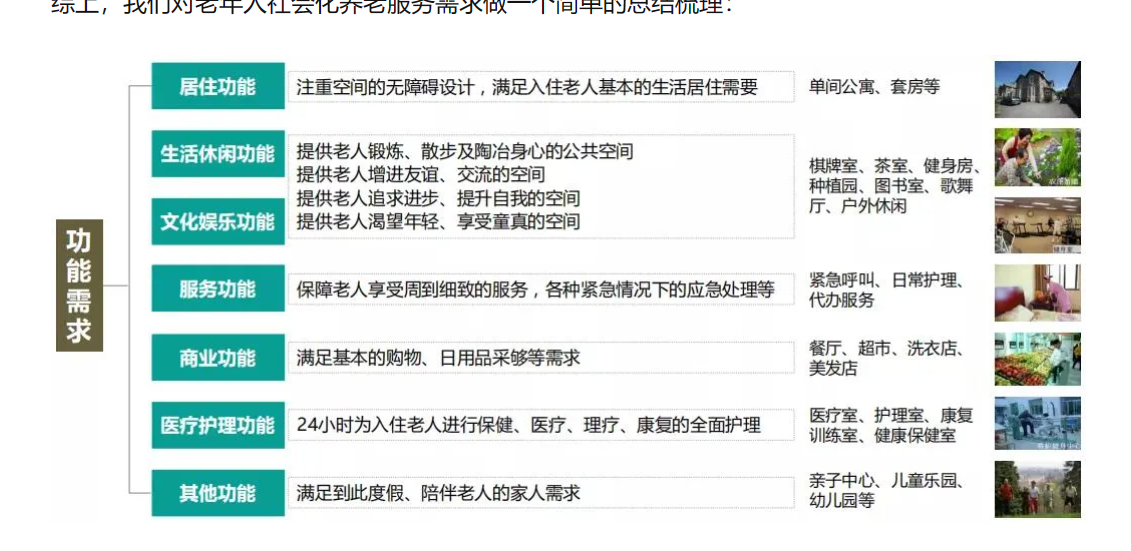 综上，我们对老年人社会化养老服务需求做一个简单的总结梳理：
功能需求
居住功能
注重空间的无障碍设计，满足入住老人基本的生活居住需要
单间公寓、套房等
生活休闲功能
文化娱乐功能
提供老人锻炼、散步及陶冶身心的公共空间
提供老人增进友谊、交流的空间
提供老人追求进步、提升自我的空间
提供老人渴望年轻、享受童真的空间
棋牌室、茶室、健身房、
种植园、图书室、歌舞
厅、户外休闲
服务功能
保障老人享受周到细致的服务，各种紧急情况下的应急处理等
紧急呼叫、日常护理、
代办服务
商业功能
满足基本的购物、日用品采够等需求
餐厅、超市、洗衣店、
美发店
医疗护理功能
24小时为入住老人进行保健、医疗、理疗、康复的全面护理
医疗室、护理室、康复
训练室、健康保健室
其他功能
满足到此度假、陪伴老人的家人需求
亲子中心、儿童乐园、
幼儿园等